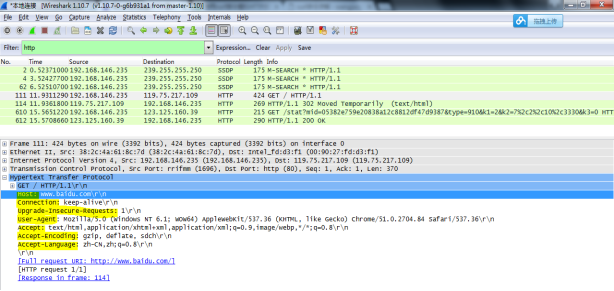 *本地连接 [Wireshark 1.10.7 (v1.10.7-0-g6b931a1 from master-1.10)]
File Edit View Go Capture Analyze Statistics Telephony Tools Internals Help
拖拽上传
Filter: http Expression... Clear Apply Save
No. Time Source Destination Protocol Length Info
2 0.52371000 192.168.146.235 239.255.255.250 SSDP 175 M-SEARCH * HTTP/1.1
4 3.52427700 192.168.146.235 239.255.255.250 SSDP 175 M-SEARCH * HTTP/1.1
62 6.52510700 192.168.146.235 239.255.255.250 SSDP 175 M-SEARCH * HTTP/1.1
111 11.9311290 192.168.146.235 119.75.217.109 HTTP 424 GET / HTTP/1.1
114 11.9361800 119.75.217.109 192.168.146.235 HTTP 269 HTTP/1.1 302 Moved Temporarily (text/html)
610 15.5651220 192.168.146.235 123.125.160.39 HTTP 215 GET /stat?mid=05382e759e20838a12c8812df47d9387&type=910&k1=2&k2=7%2c2%2c10%2c3330&k3=0 HTT
612 15.5708660 123.125.160.39 192.168.146.235 HTTP 290 HTTP/1.1 200 OK
Frame 111: 424 bytes on wire (3392 bits), 424 bytes captured (3392 bits) on interface 0
Ethernet II, Src: 38:2c:4a:61:8c:7d (38:2c:4a:61:8c:7d), Dst: Intel_fd:d3:f1 (00:90:27:fd:d3:f1)
Internet Protocol Version 4, Src: 192.168.146.235 (192.168.146.235), Dst: 119.75.217.109 (119.75.217.109)
Transmission Control Protocol, Src Port: rrifmm (1696), Dst Port: http (80), Seq: 1, Ack: 1, Len: 370
Hypertext Transfer Protocol
GET / HTTP/1.1\r\n
Host: www.baidu.com\r\n
Connection: keep-alive\r\n
Upgrade-Insecure-Requests: 1\r\n
User-Agent: Mozilla/5.0 (Windows NT 6.1; WOW64) AppleWebKit/537.36 (KHTML, like Gecko) Chrome/51.0.2704.84 Safari/537.36\r\n
Accept: text/html,application/xhtml+xml,application/xml;q=0.9,image/webp,*/*;q=0.8\r\n
Accept-Encoding: gzip, deflate, sdch\r\n
Accept-Language: zh-CN,zh;q=0.8\r\n
\r\n
[Full request URI: http://www.baidu.com/]
[HTTP request 1/1]
[Response in frame: 114]